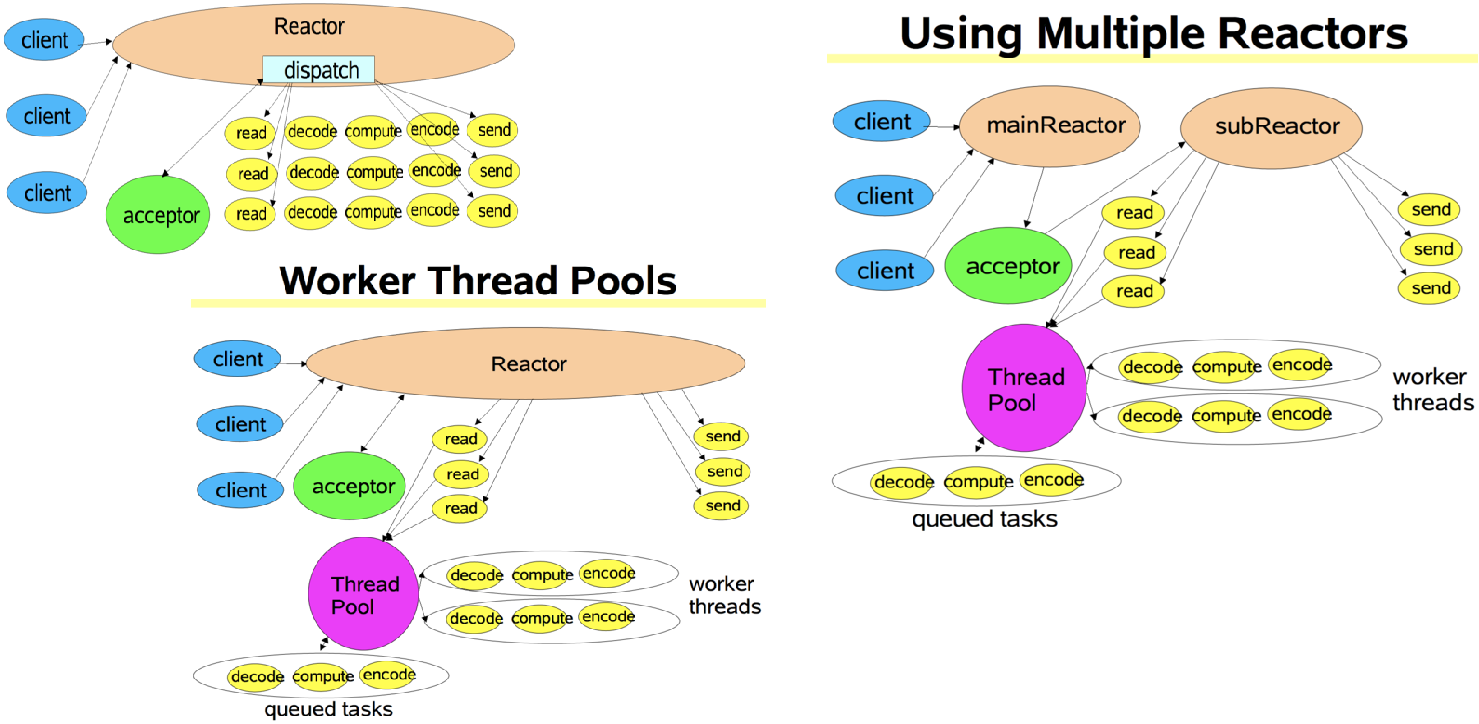 Reactor
dispatch
client
client
client
acceptor
read decode compute encode send
read decode compute encode send
read decode compute encode send
Worker Thread Pools
client
client
client
Reactor
acceptor
read
read
read
send
send
send
Thread
Pool
decode compute encode
decode compute encode
worker
threads
decode compute encode
queued tasks
Using Multiple Reactors
client
client
client
mainReactor
subReactor
acceptor
read
read
read
send
send
send
Thread
Pool
decode compute encode
decode compute encode
worker
threads
decode compute encode
queued tasks